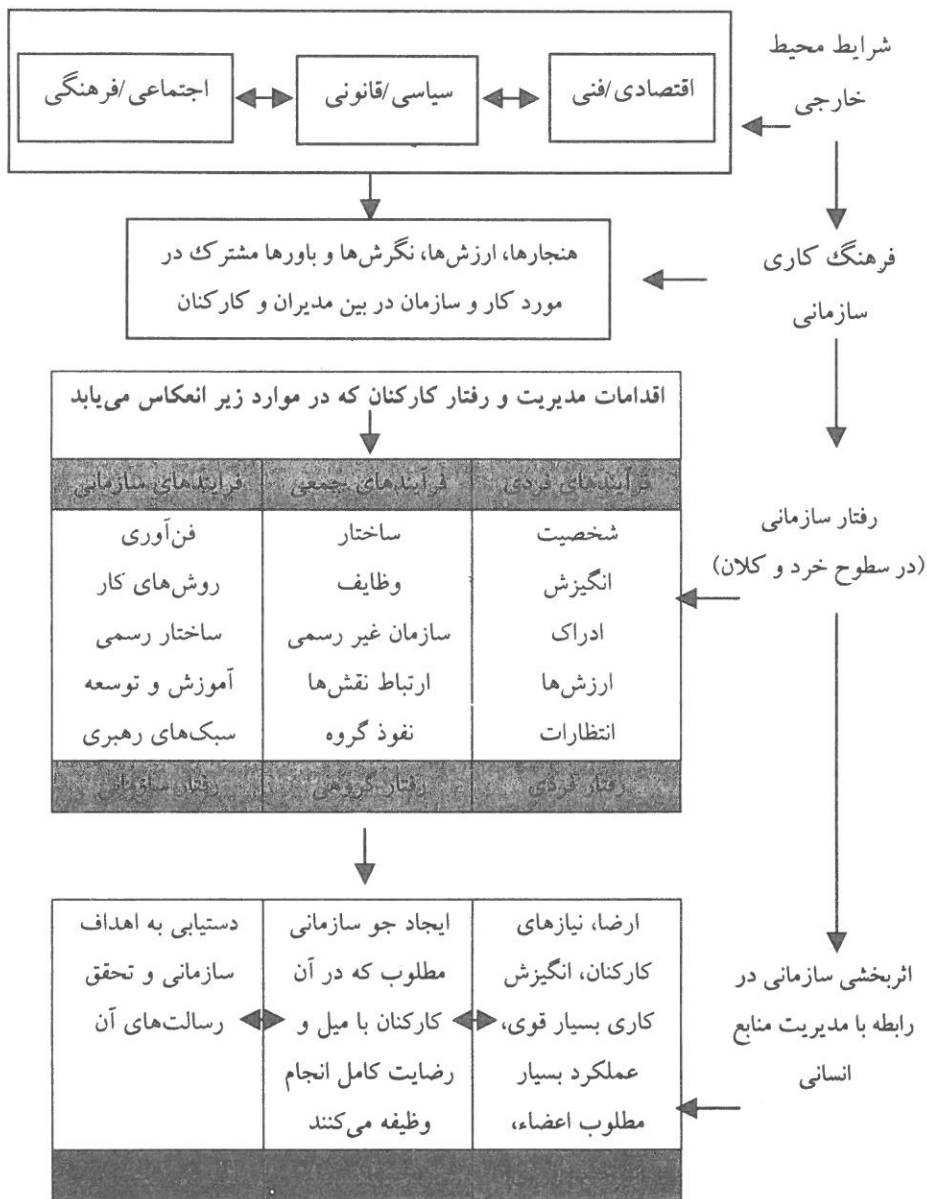 شرایط محیط
خارجی
اقتصادی/فنی
سیاسی/قانونی
اجتماعی/فرهنگی
فرهنگ کاری
سازمانی
هنجارها، ارزش‌ها، نگرش‌ها و باورها مشترک در
مورد کار و سازمان در بین مدیران و کارکنان
رفتار سازمانی
(در سطوح خرد و کلان)
اقدامات مدیریت و رفتار کارکنان که در موارد زیر انعکاس می‌یابد
فرآیندهای فردی
فرآیندهای جمعی
فرایندهای سازمانی
شخصیت
ساختار
فن‌آوری
انگیزش
وظایف
روش‌های کار
ادراک
سازمان غیر رسمی
ساختار رسمی
ارزش‌ها
ارتباط نقش‌ها
آموزش و توسعه
انتظارات
نفوذ گروه
سبک‌های رهبری
رفتار فردی
رفتار گروهی
رفتار سازمانی
اثربخشی سازمانی در
رابطه با مدیریت منابع
انسانی
ارضا، نیازهای
کارکنان، انگیزش
کاری بسیار قوی،
عملکرد بسیار
مطلوب اعضاء،
ایجاد جو سازمانی
مطلوب که در آن
کارکنان با میل و
رضایت کامل انجام
وظیفه می‌کنند
دستیابی به اهداف
سازمانی و تحقق
رسالت‌های آن